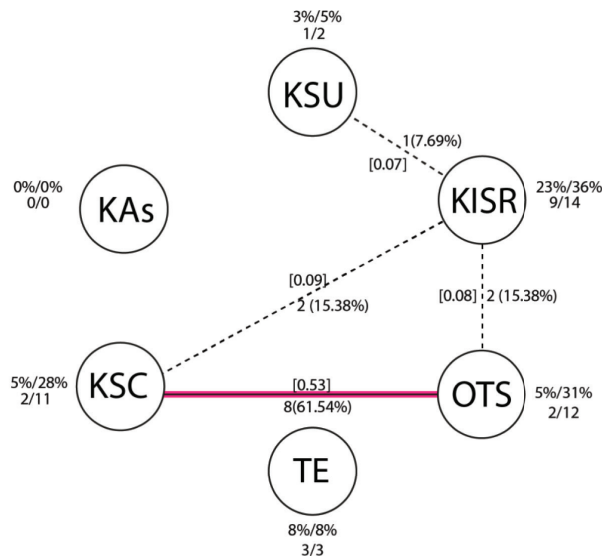 3%/5%
1/2
KSU
1(7.69%)
[0.07]
0%/0%
0/0
KAs
KISR
23%/36%
9/14
[0.09]
2 (15.38%)
[0.08] 2 (15.38%)
5%/28%
2/11
KSC
[0.53]
8(61.54%)
OTS
5%/31%
2/12
TE
8%/8%
3/3